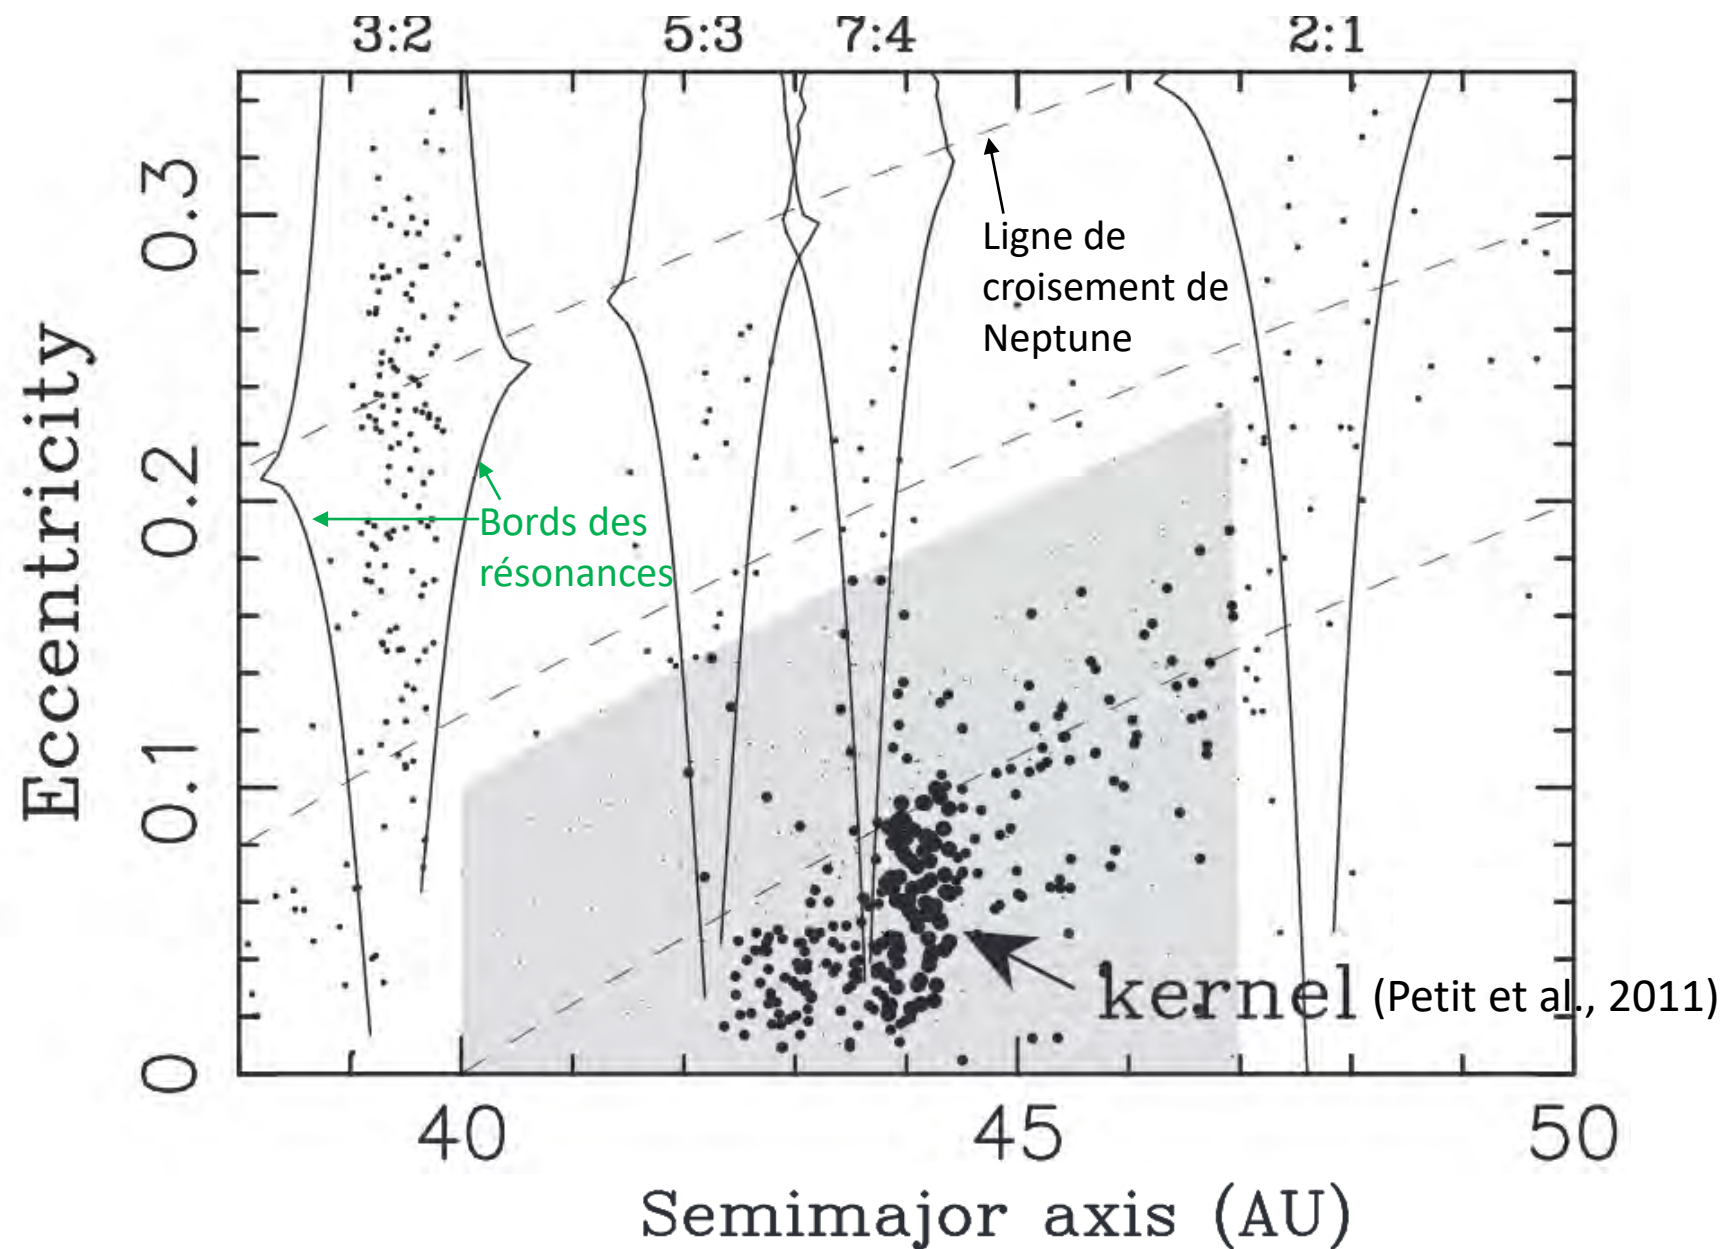 3:2 5:3 7:4 2:1
0.3
0.2
0.1
0
Eccentricity
Ligne de
croisement de
Neptune
Bords des
résonances
kernel (Petit et al., 2011)
40 45 50
Semimajor axis (AU)